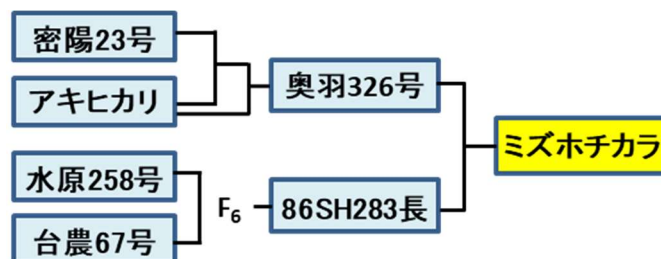 密陽23号
アキヒカリ
奥羽326号
ミズホチカラ
水原258号
F₆
86SH283長
台農67号